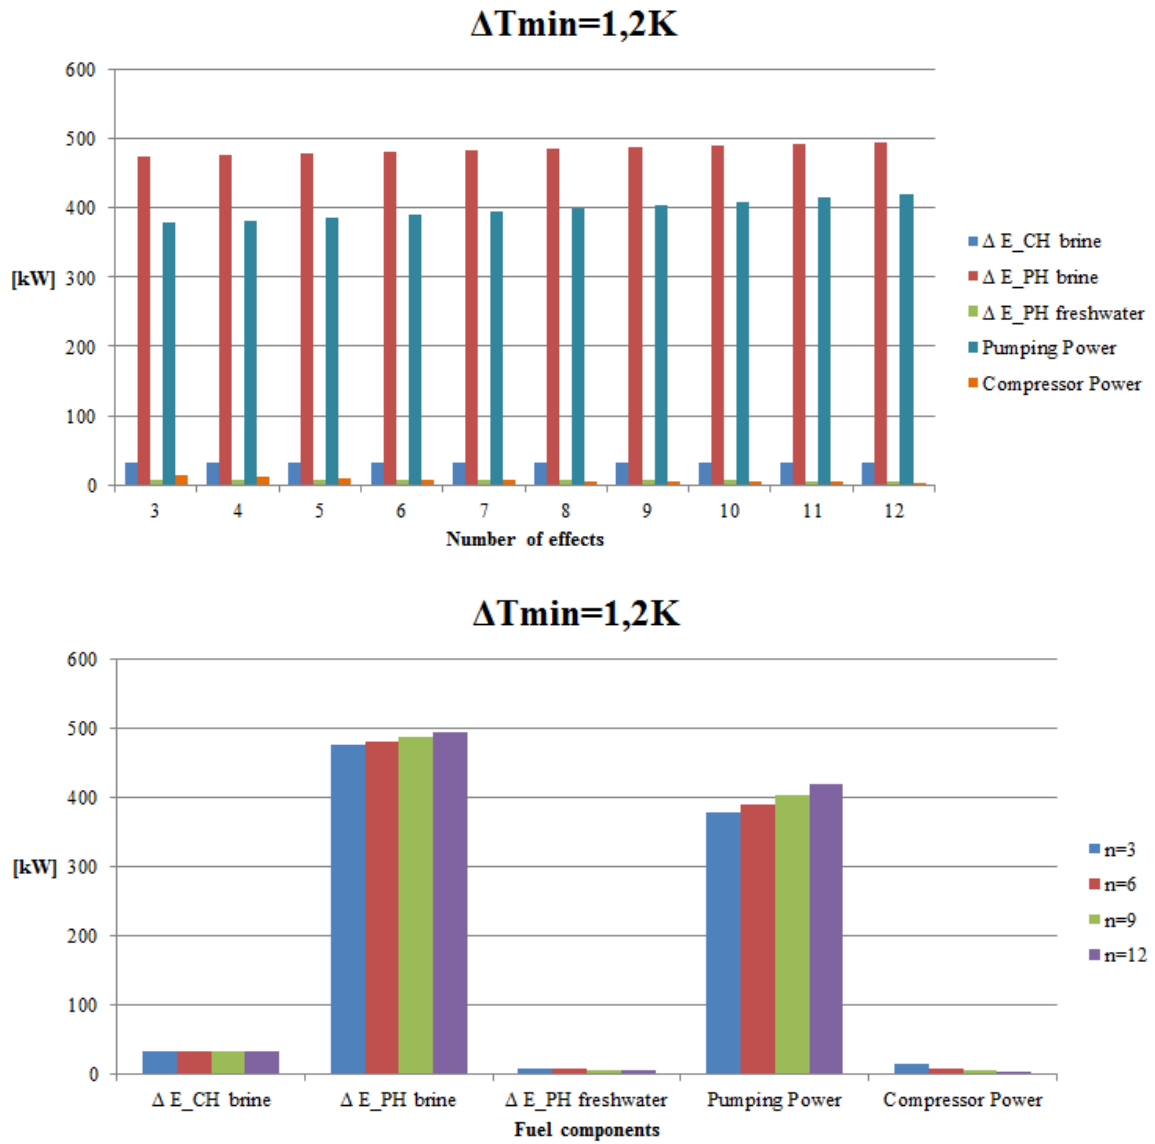 ΔTmin=1,2K
600
500
400
[kW] 300
200
100
0
3 4 5 6 7 8 9 10 11 12
Number of effects
Δ E_CH brine
Δ E_PH brine
Δ E_PH freshwater
Pumping Power
Compressor Power
ΔTmin=1,2K
600
500
400
[kW] 300
200
100
0
Δ E_CH brine Δ E_PH brine Δ E_PH freshwater Pumping Power Compressor Power
Fuel components
n=3
n=6
n=9
n=12